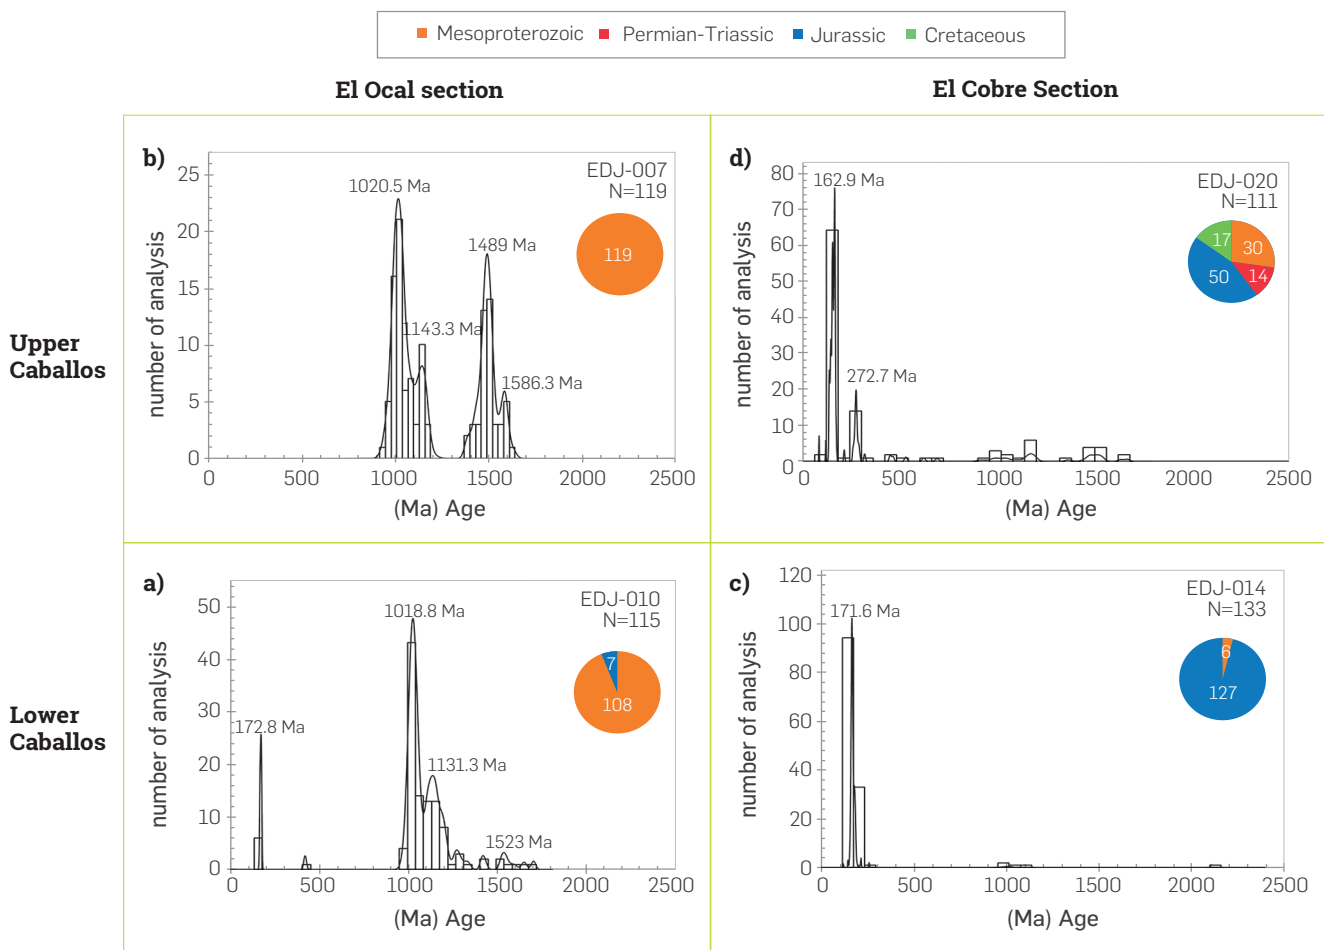 Mesoproterozoic Permian-Triassic Jurassic Cretaceous
El Ocal section
El Cobre Section
Upper
Caballos
Lower
Caballos
b)
EDJ-007
N=119
119
1020.5 Ma
1143.3 Ma
1489 Ma
1586.3 Ma
number of analysis
25
20
15
10
5
0
0 500 1000 1500 2000 2500
(Ma) Age
d)
EDJ-020
N=111
17
30
50
14
162.9 Ma
272.7 Ma
number of analysis
80
70
60
50
40
30
20
10
0
0 500 1000 1500 2000 2500
(Ma) Age
a)
EDJ-010
N=115
7
108
1018.8 Ma
172.8 Ma
1131.3 Ma
1523 Ma
number of analysis
50
40
30
20
10
0
0 500 1000 1500 2000 2500
(Ma) Age
c)
EDJ-014
N=133
6
127
171.6 Ma
number of analysis
120
100
80
60
40
20
0
0 500 1000 1500 2000 2500
(Ma) Age